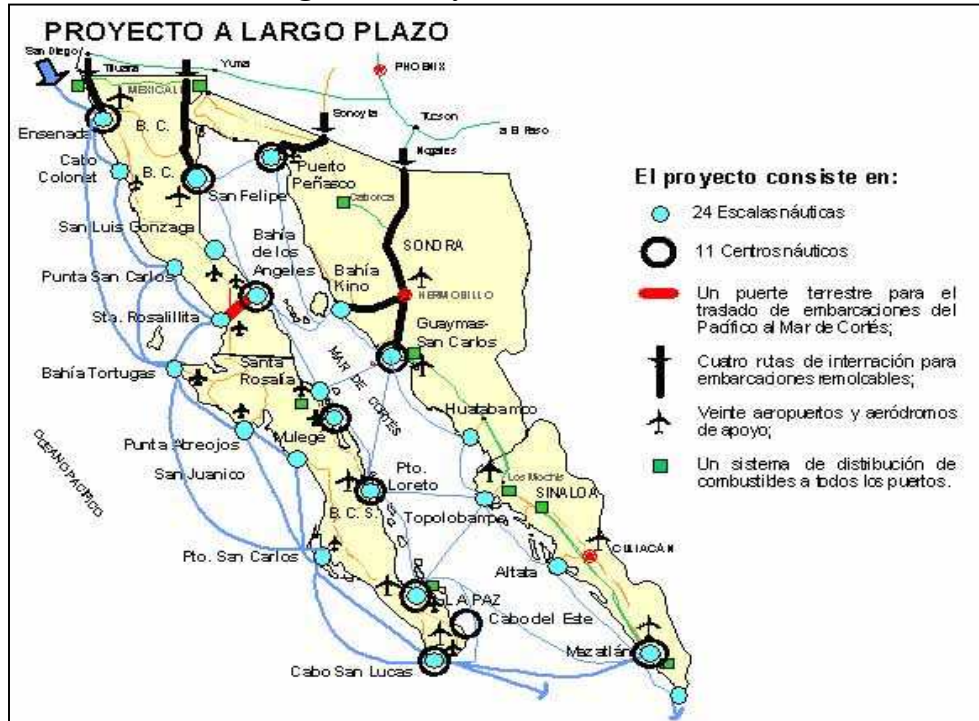 PROYECTO A LARGO PLAZO
San Diego
Tijuana
Yuma
PHOENIX
MEXICALI
Sonoyta
Tucson
a El Paso
Nogales
Ensenada
B. C.
Cabo
Colonet
B. C.
San Felipe
Puerto
Peñasco
Caborca
San Luis Gonzaga
Bahía
de los
Angeles
SONORA
Punta San Carlos
Bahía
Kino
HERMOSILLO
Sta. Rosalillita
Guaymas-
San Carlos
Bahía Tortugas
Santa
Rosalía
MAR DE CORTÉS
Huatabampo
Mulegé
Punta Abreojos
San Juanico
OCEANO PACIFICO
Pto.
Loreto
Los Mochis
SINALOA
B. C. S.
Topolobampo
Pto. San Carlos
CULIACÁN
Altata
LA PAZ
Cabo del Este
Mazatlán
Cabo San Lucas
El proyecto consiste en:
24 Escalas náuticas
11 Centros náuticos
Un puerte terrestre para el
traslado de embarcaciones del
Pacífico al Mar de Cortés;
Cuatro rutas de interración para
embarcaciones remolcables;
Veinte aeropuertos y aeródromos
de apoyo;
Un sistema de distribución de
combustibles a todos los puertos.